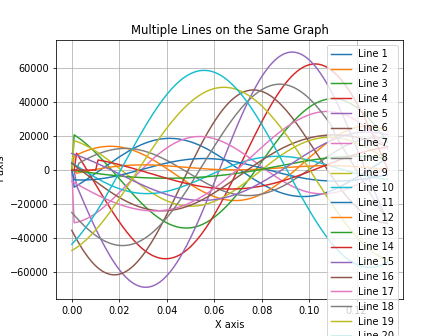 Multiple Lines on the Same Graph
60000
40000
20000
0
−20000
−40000
−60000
0.00
0.02
0.04
0.06
0.08
0.10
X axis
Line 1
Line 2
Line 3
Line 4
Line 5
Line 6
Line 7
Line 8
Line 9
Line 10
Line 11
Line 12
Line 13
Line 14
Line 15
Line 16
Line 17
Line 18
Line 19
Line 20